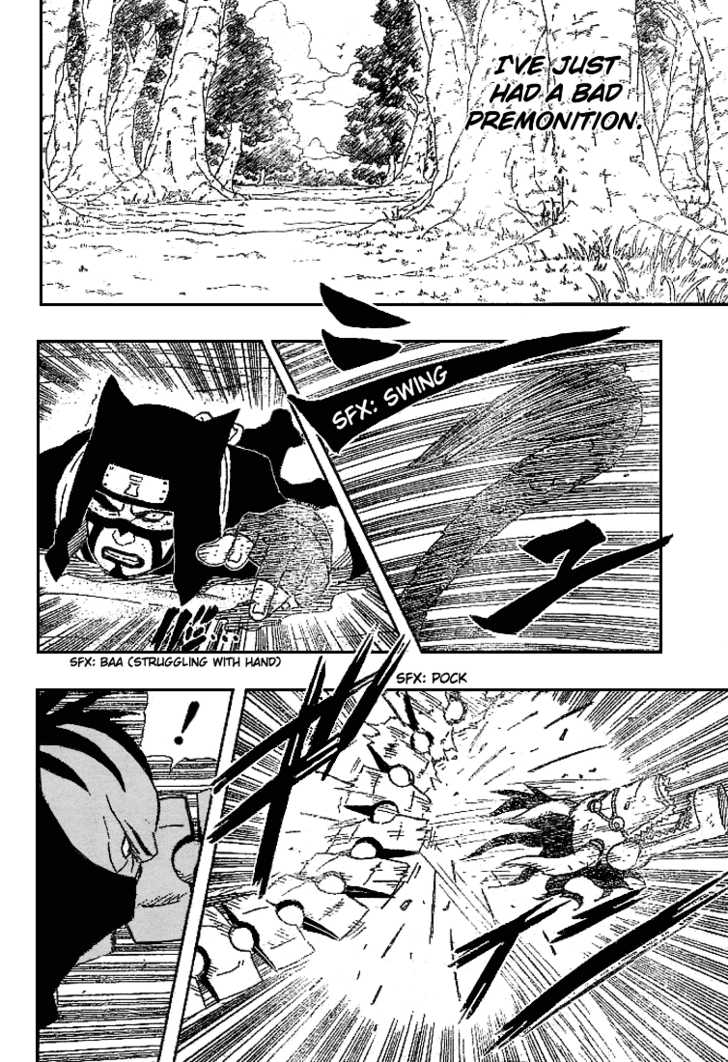 I'VE JUST
HAD A BAD
PREMONITION.
SFX: SWING
SFX: BAA (STRUGGLING WITH HAND)
SFX: POCK
!